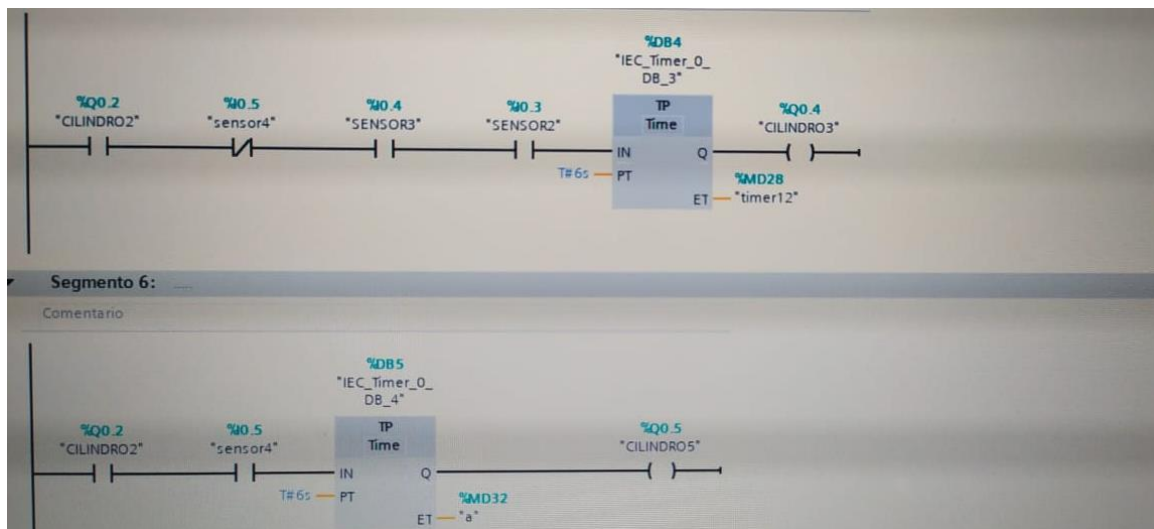 %DB4
"IEC_Timer_0_
DB_3"
%Q0.2
"CILINDRO2"
%I0.5
"sensor4"
%I0.4
"SENSOR3"
%I0.3
"SENSOR2"
TP
Time
IN
Q
T#6s
PT
ET
%Q0.4
"CILINDRO3"
%MD28
"timer12"
Segmento 6:
Comentario
%DB5
"IEC_Timer_0_
DB_4"
%Q0.2
"CILINDRO2"
%I0.5
"sensor4"
TP
Time
IN
Q
T#6s
PT
ET
%Q0.5
"CILINDRO5"
%MD32
"a"